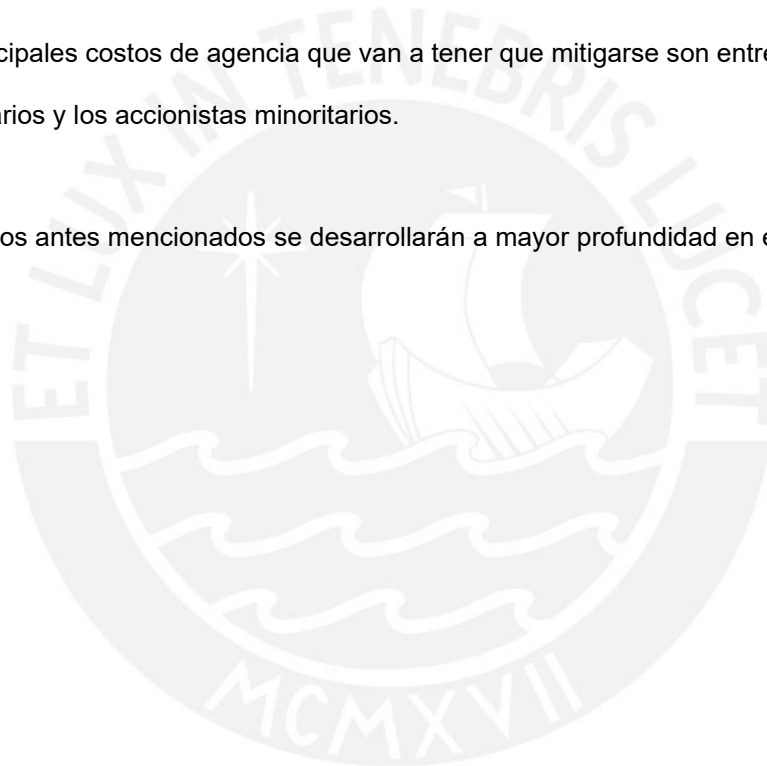 cipales costos de agencia que van a tener que mitigarse son entre
arios y los accionistas minoritarios.
os antes mencionados se desarrollarán a mayor profundidad en e
ET LUX IN TENEBRIS LUCET
MCMXVII